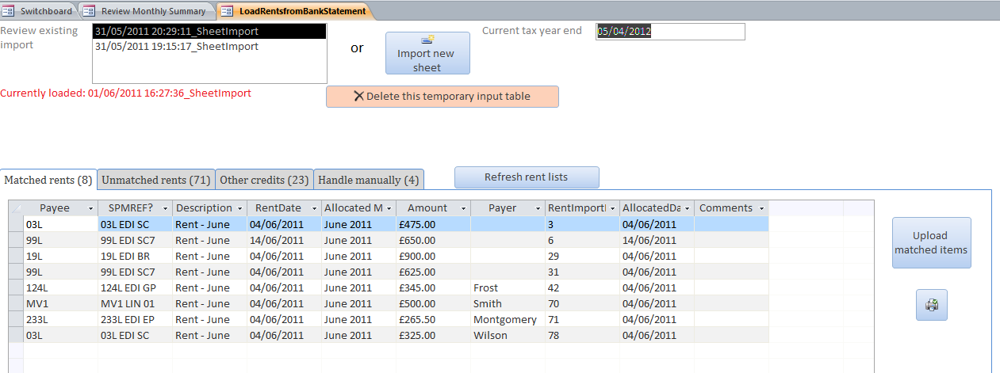 Switchboard Review Monthly Summary LoadRentsfromBankStatement
Review existing import
31/05/2011 20:29:11_SheetImport
31/05/2011 19:15:17_SheetImport
or
Import new sheet
Current tax year end 05/04/2012
Currently loaded: 01/06/2011 16:27:36_SheetImport
Delete this temporary input table
Matched rents (8) Unmatched rents (71) Other credits (23) Handle manually (4) Refresh rent lists
Payee SPMREF? Description RentDate Allocated M Amount Payer RentImportI AllocatedDa Comments
03L 03L EDI SC Rent - June 04/06/2011 June 2011 £475.00 3 04/06/2011
99L 99L EDI SC7 Rent - June 14/06/2011 June 2011 £650.00 6 14/06/2011
19L 19L EDI BR Rent - June 04/06/2011 June 2011 £900.00 29 04/06/2011
99L 99L EDI SC7 Rent - June 04/06/2011 June 2011 £625.00 31 04/06/2011
124L 124L EDI GP Rent - June 04/06/2011 June 2011 £345.00 Frost 42 04/06/2011
MV1 MV1 LIN 01 Rent - June 04/06/2011 June 2011 £500.00 Smith 70 04/06/2011
233L 233L EDI EP Rent - June 04/06/2011 June 2011 £265.50 Montgomery 71 04/06/2011
03L 03L EDI SC Rent - June 04/06/2011 June 2011 £325.00 Wilson 78 04/06/2011
Upload
matched items